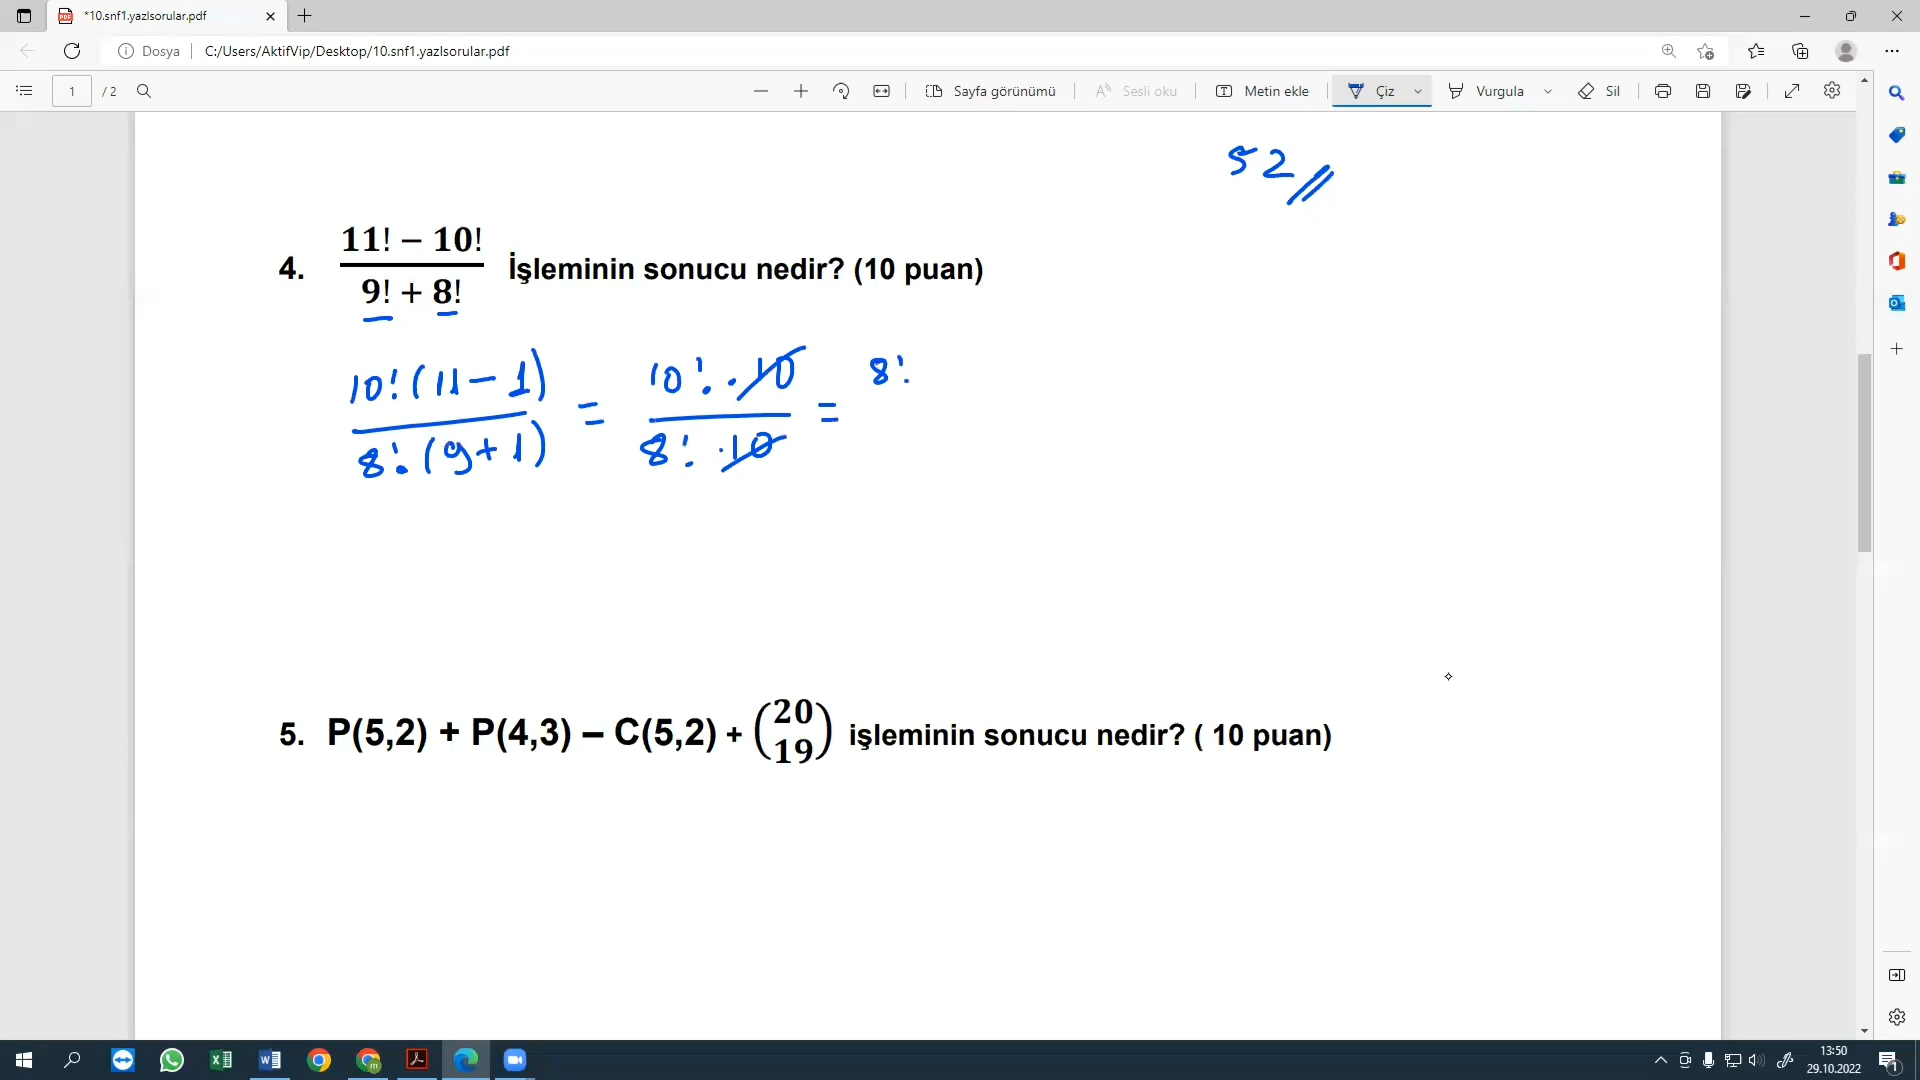 *10.snf1.yazlsorular.pdf
Dosya C:/Users/AktifVip/Desktop/10.snf1.yazlsorular.pdf
1 / 2 Sayfa görünümü Sesli oku Metin ekle Çiz Vurgula Sil
52
4. 11! − 10! / 9! + 8! İşleminin sonucu nedir? (10 puan)
10!(11−1) / 8!(9+1) = 10!·10 / 8!·10 = 8!
5. P(5,2) + P(4,3) – C(5,2) + (20 19) işleminin sonucu nedir? ( 10 puan)
13:50
29.10.2022